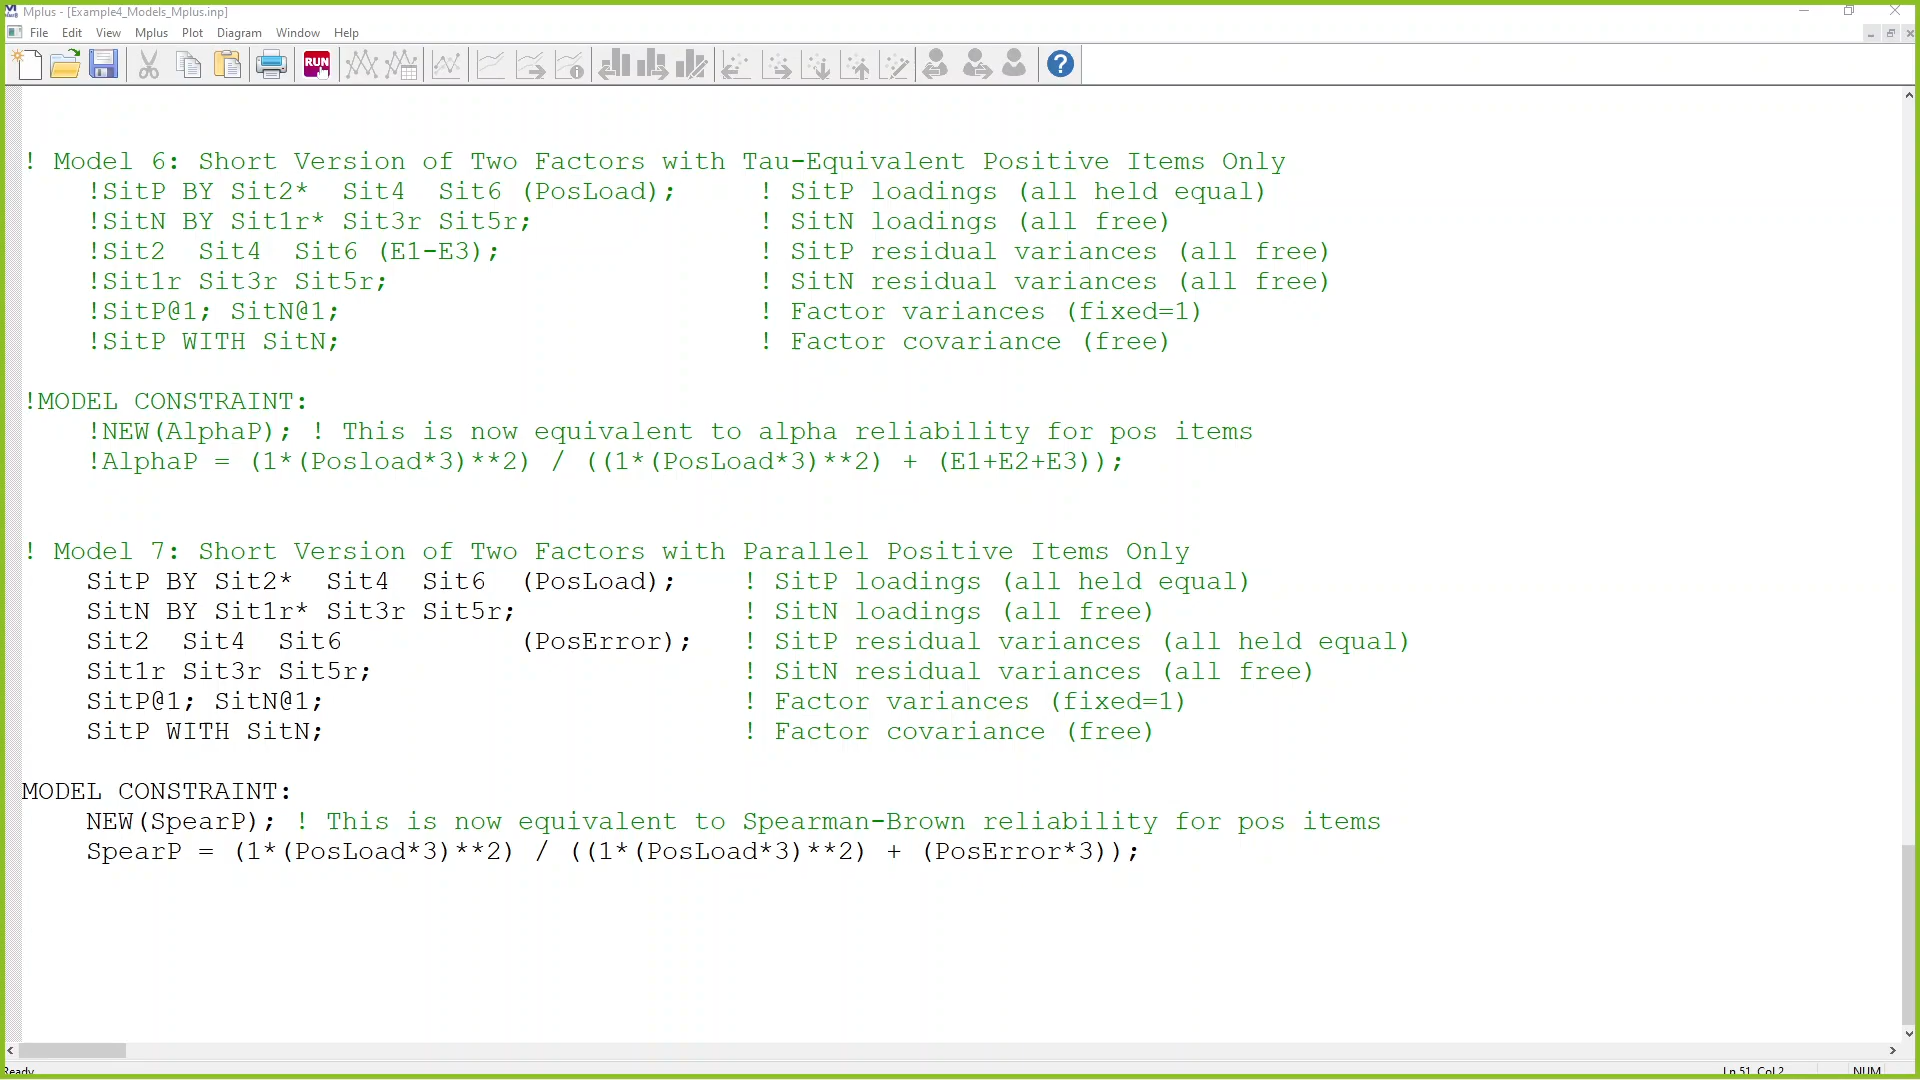 Mplus - [Example4_Models_Mplus.inp]
File Edit View Mplus Plot Diagram Window Help
RUN
! Model 6: Short Version of Two Factors with Tau-Equivalent Positive Items Only
!SitP BY Sit2* Sit4 Sit6 (PosLoad); ! SitP loadings (all held equal)
!SitN BY Sit1r* Sit3r Sit5r; ! SitN loadings (all free)
!Sit2 Sit4 Sit6 (E1-E3); ! SitP residual variances (all free)
!Sit1r Sit3r Sit5r; ! SitN residual variances (all free)
!SitP@1; SitN@1; ! Factor variances (fixed=1)
!SitP WITH SitN; ! Factor covariance (free)
!MODEL CONSTRAINT:
!NEW(AlphaP); ! This is now equivalent to alpha reliability for pos items
!AlphaP = (1*(Posload*3)**2) / ((1*(PosLoad*3)**2) + (E1+E2+E3));
! Model 7: Short Version of Two Factors with Parallel Positive Items Only
SitP BY Sit2* Sit4 Sit6 (PosLoad); ! SitP loadings (all held equal)
SitN BY Sit1r* Sit3r Sit5r; ! SitN loadings (all free)
Sit2 Sit4 Sit6 (PosError); ! SitP residual variances (all held equal)
Sit1r Sit3r Sit5r; ! SitN residual variances (all free)
SitP@1; SitN@1; ! Factor variances (fixed=1)
SitP WITH SitN; ! Factor covariance (free)
MODEL CONSTRAINT:
NEW(SpearP); ! This is now equivalent to Spearman-Brown reliability for pos items
SpearP = (1*(PosLoad*3)**2) / ((1*(PosLoad*3)**2) + (PosError*3));
Ready Ln 51, Col 2 NUM